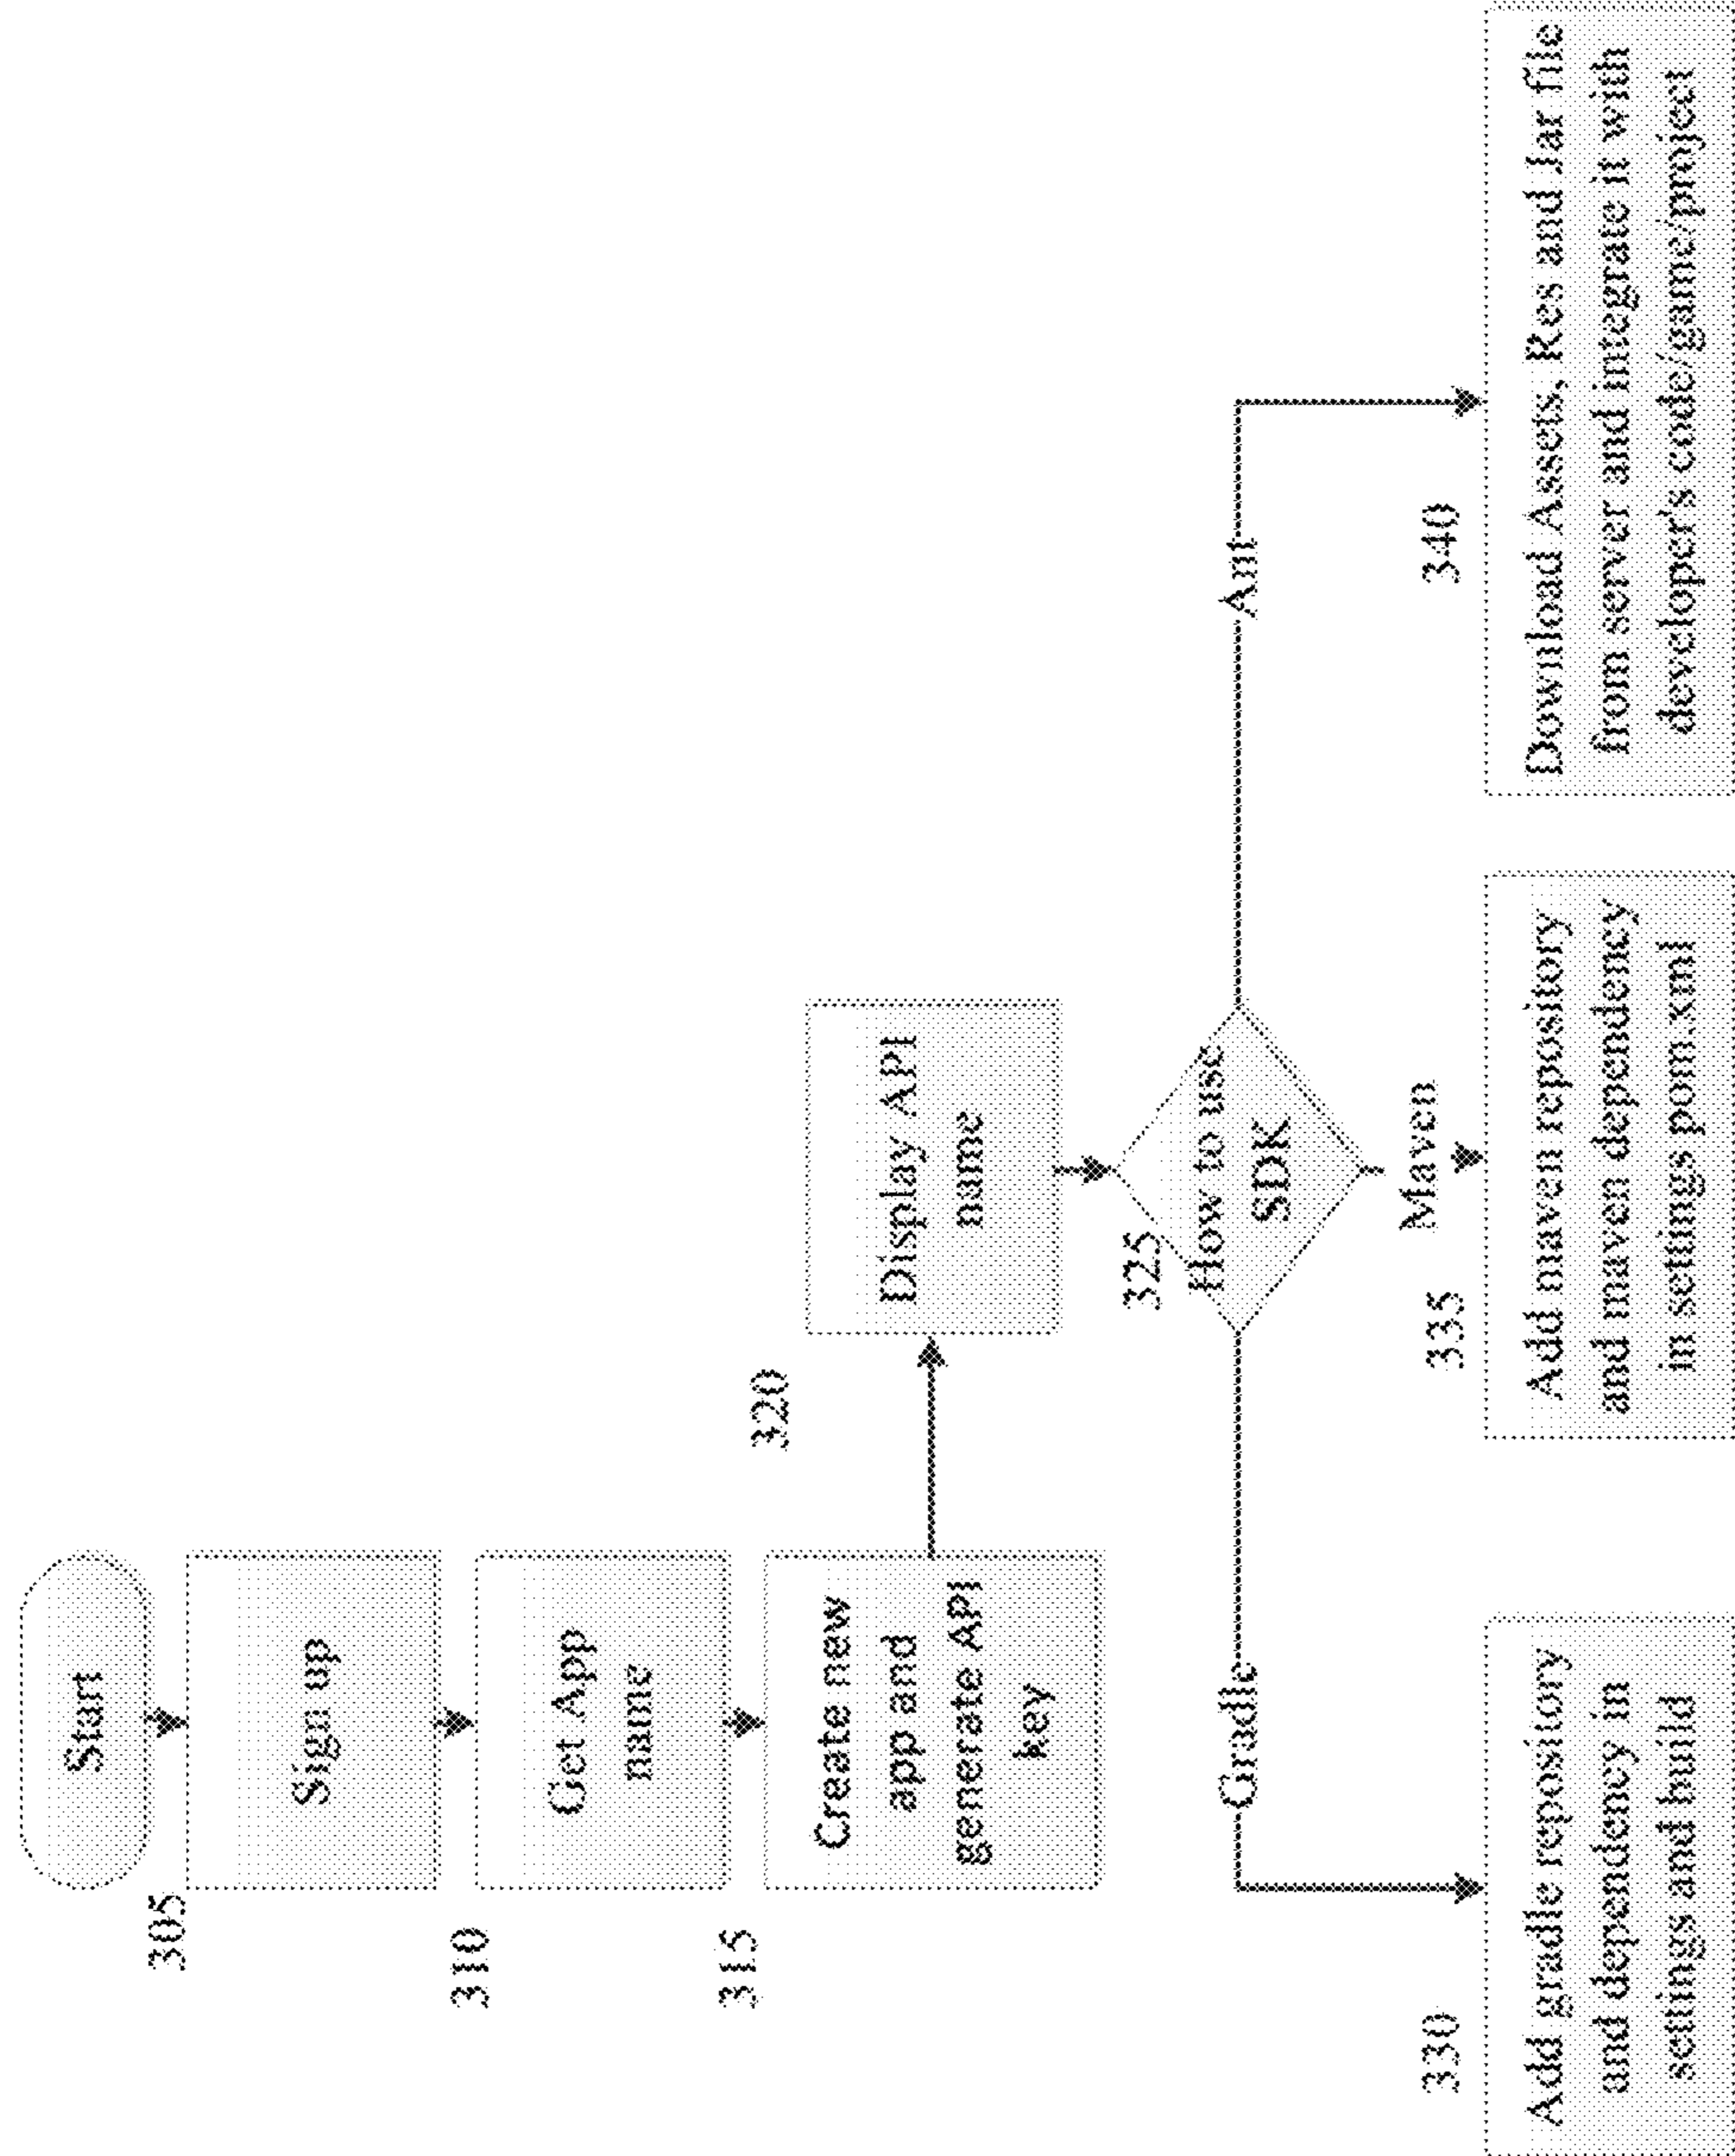 Start
305
Sign up
310
Get App
name
315
Create new
app and
generate API
key
320
Display API
name
325
How to use
SDK
Gradle
Maven
Ant
330
Add gradle repository
and dependency in
settings and build
335
Add maven repository
and maven dependency
in settings pom.xml
340
Download Assets, Res and Jar file
from server and integrate it with
developer's code/game/project